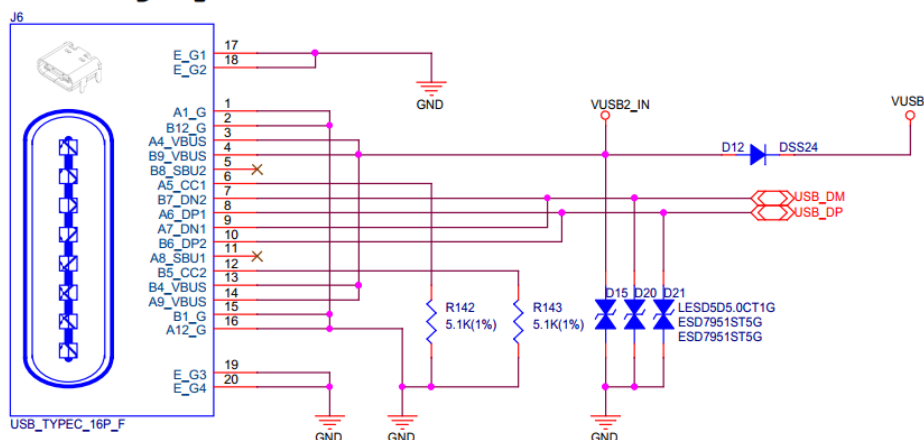 J6
17
E_G1
18
E_G2
GND
1
A1_G
2
B12_G
3
A4_VBUS
4
B9_VBUS
5
B8_SBU2
6
A5_CC1
7
B7_DN2
8
A6_DP1
9
A7_DN1
10
B6_DP2
11
A8_SBU1
12
B5_CC2
13
B4_VBUS
14
A9_VBUS
15
B1_G
16
A12_G
19
E_G3
20
E_G4
USB_TYPEC_16P_F
GND
GND
R142
5.1K(1%)
R143
5.1K(1%)
VUSB2_IN
VUSB
D12
DSS24
USB_DM
USB_DP
D15
D20
D21
LESD5D5.0CT1G
ESD7951ST5G
ESD7951ST5G
GND